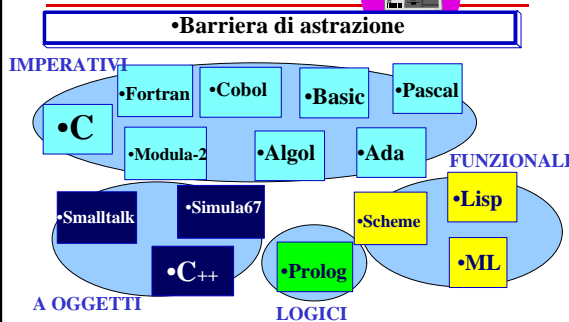 •Barriera di astrazione
IMPERATIVI
•Fortran
•Cobol
•Basic
•Pascal
•C
•Modula-2
•Algol
•Ada
FUNZIONALI
•Smalltalk
•Simula67
•Scheme
•Lisp
•C++
•Prolog
•ML
A OGGETTI
LOGICI